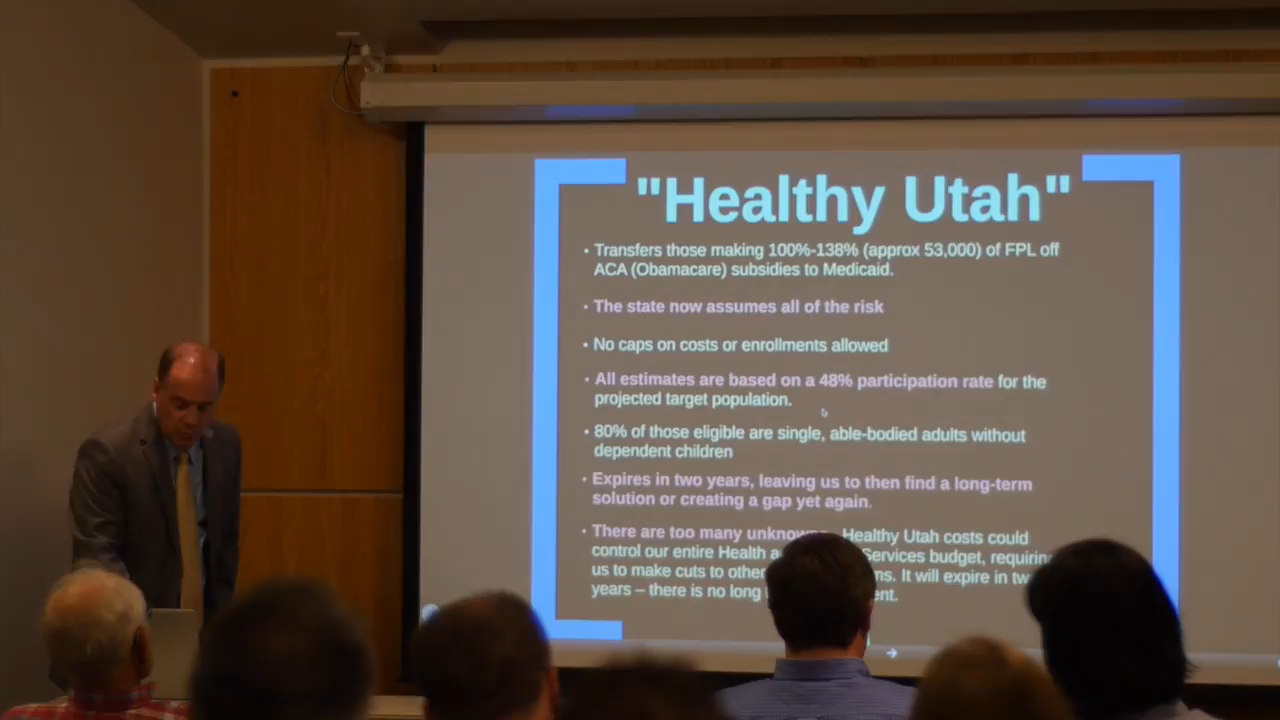 "Healthy Utah"
• Transfers those making 100%-138% (approx 53,000) of FPL off
ACA (Obamacare) subsidies to Medicaid.
• The state now assumes all of the risk
• No caps on costs or enrollments allowed
• All estimates are based on a 48% participation rate for the
projected target population.
• 80% of those eligible are single, able-bodied adults without
dependent children
• Expires in two years, leaving us to then find a long-term
solution or creating a gap yet again.
• There are too many Healthy Utah costs could
control our entire Health Services budget,
us to make cuts to other It will expire in
years – there is no long